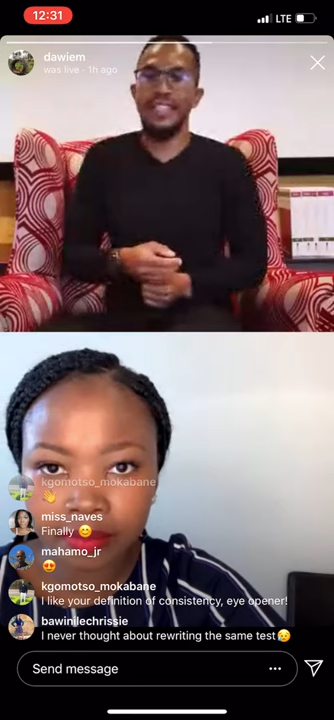 12:31
LTE
dawiem
was live · 1h ago
kgomotso_mokabane
👋
miss_naves
Finally 😊
mahamo_jr
😍
kgomotso_mokabane
I like your definition of consistency, eye opener!
bawinilechrissie
I never thought about rewriting the same test😥
Send message